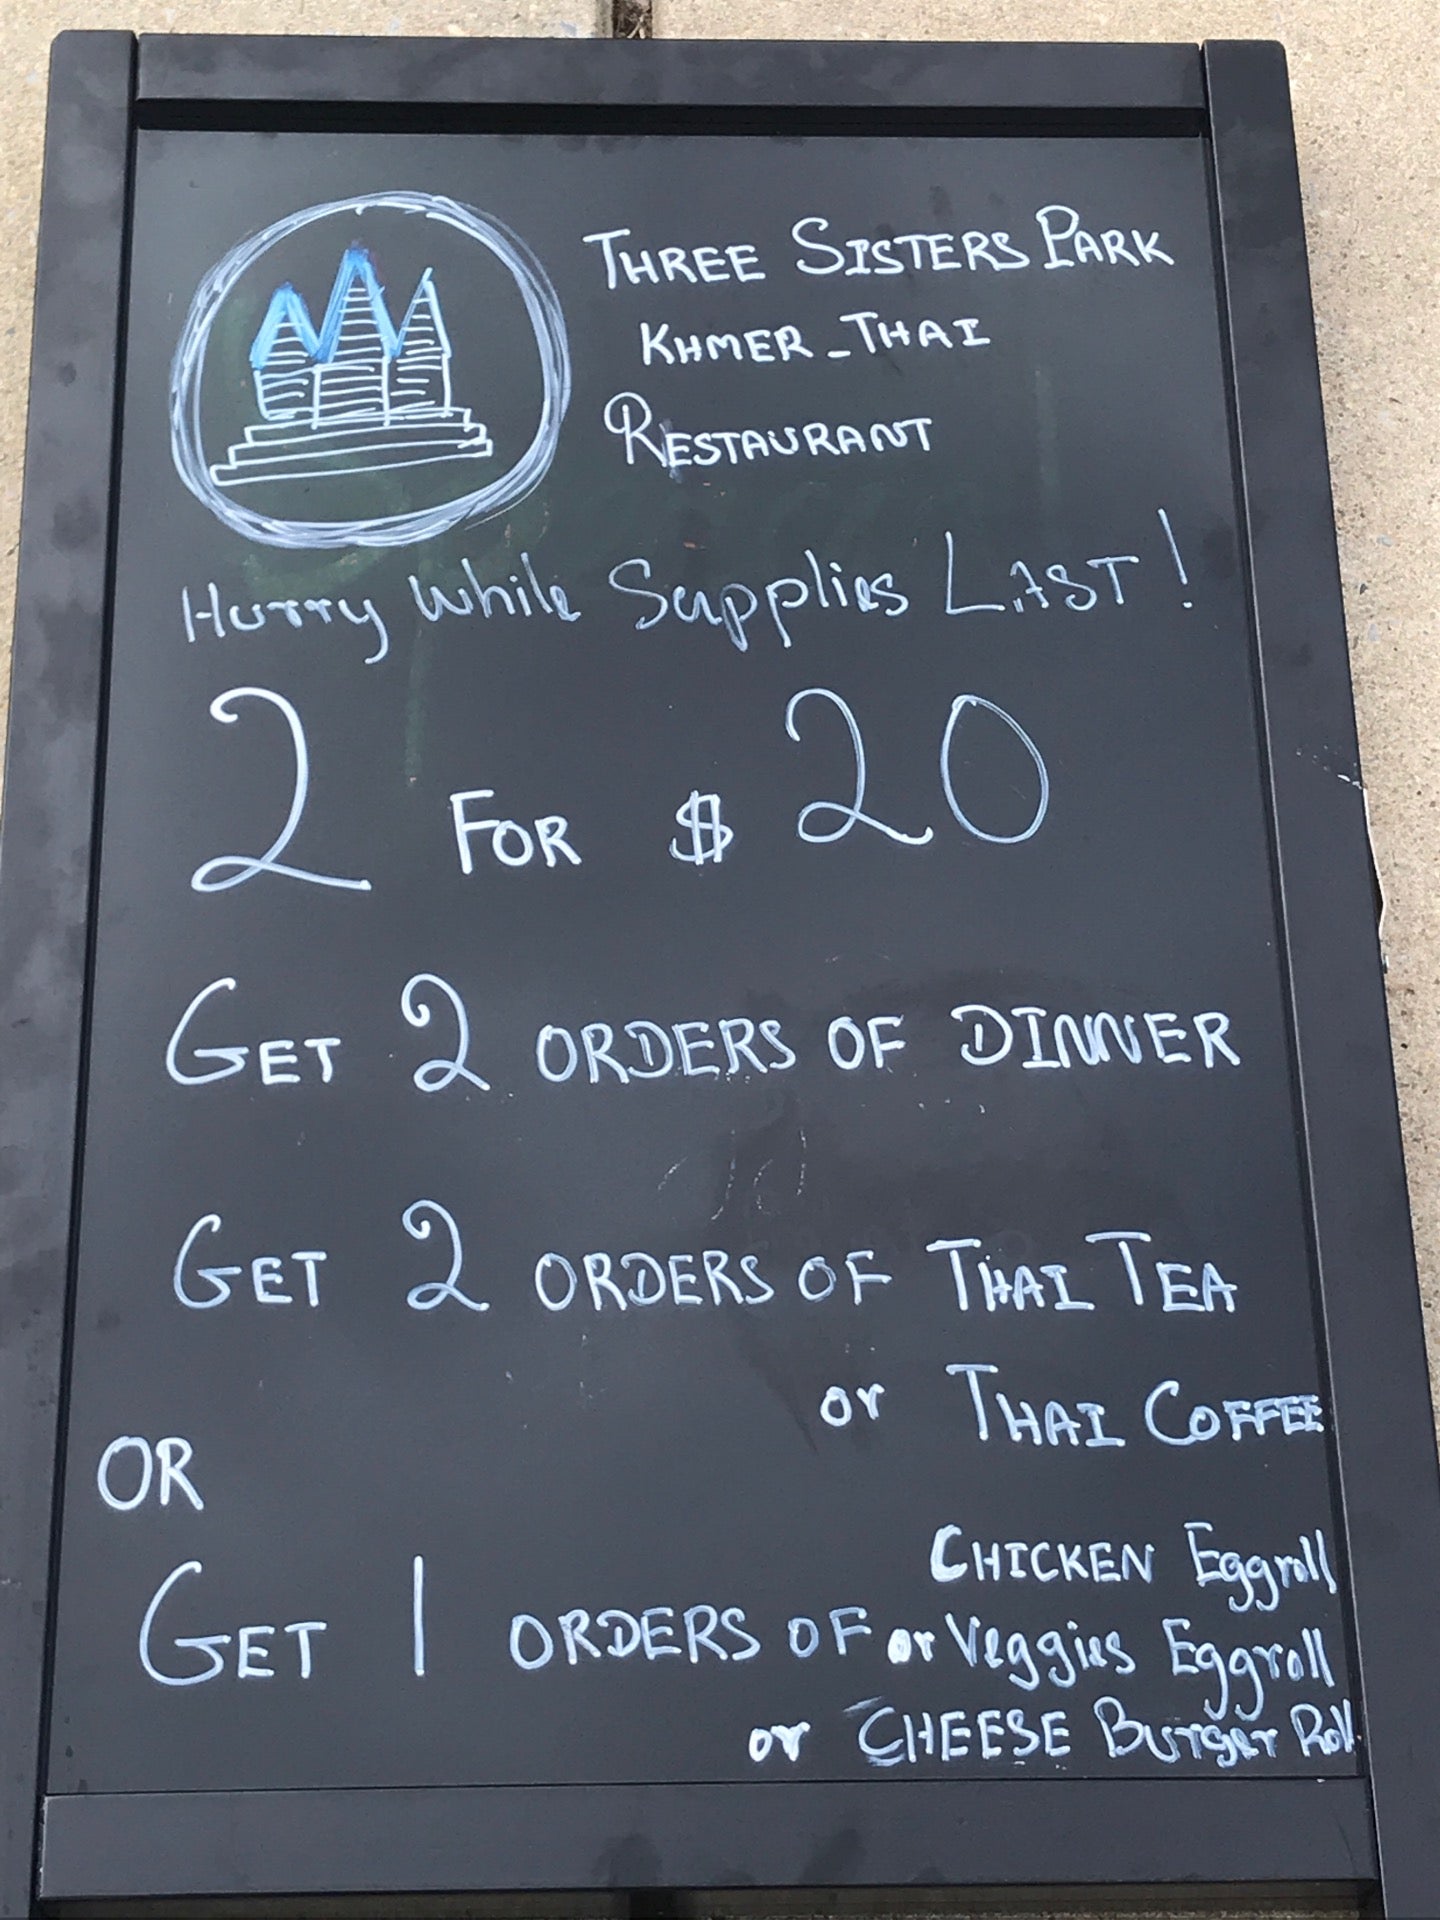 THREE SISTERS PARK
KHMER-THAI
RESTAURANT
Hurry While Supplies LAST!
2 FOR $20
GET 2 ORDERS OF DINNER
GET 2 ORDERS OF THAI TEA
or THAI COFFEE
OR
CHICKEN Eggroll
GET 1 ORDERS OF or Veggies Eggroll
or CHEESE Burger Roll